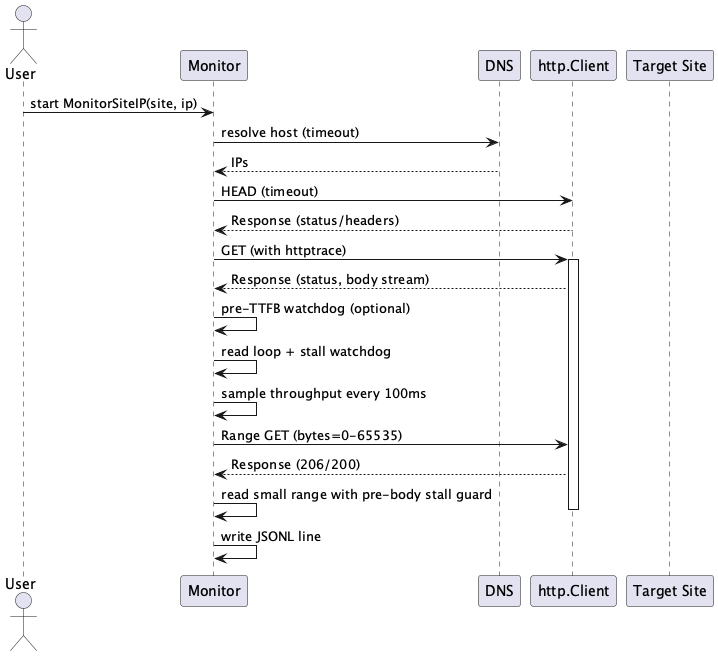 User
Monitor
DNS
http.Client
Target Site
start MonitorSiteIP(site, ip)
resolve host (timeout)
IPs
HEAD (timeout)
Response (status/headers)
GET (with httptrace)
Response (status, body stream)
pre-TTFB watchdog (optional)
read loop + stall watchdog
sample throughput every 100ms
Range GET (bytes=0-65535)
Response (206/200)
read small range with pre-body stall guard
write JSONL line
User
Monitor
DNS
http.Client
Target Site